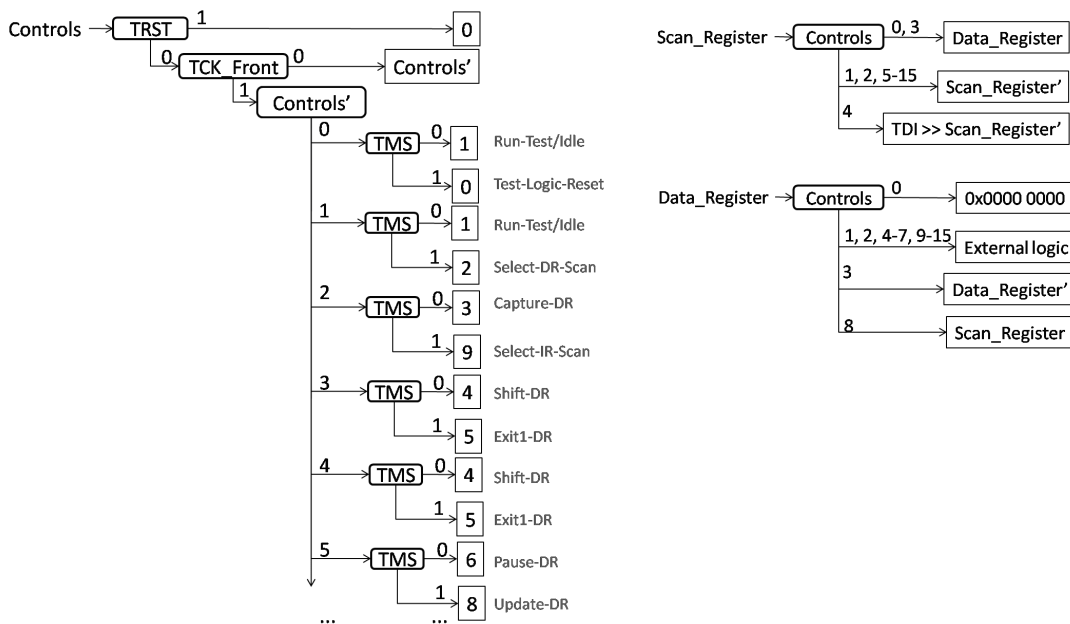 Controls TRST 1 0
0 TCK_Front 0 Controls’
1 Controls’
0 TMS 0 1 Run-Test/Idle
1 0 Test-Logic-Reset
1 TMS 0 1 Run-Test/Idle
1 2 Select-DR-Scan
2 TMS 0 3 Capture-DR
1 9 Select-IR-Scan
3 TMS 0 4 Shift-DR
1 5 Exit1-DR
4 TMS 0 4 Shift-DR
1 5 Exit1-DR
5 TMS 0 6 Pause-DR
1 8 Update-DR
... ...
Scan_Register Controls 0, 3 Data_Register
1, 2, 5-15 Scan_Register’
4 TDI >> Scan_Register’
Data_Register Controls 0 0x0000 0000
1, 2, 4-7, 9-15 External logic
3 Data_Register’
8 Scan_Register